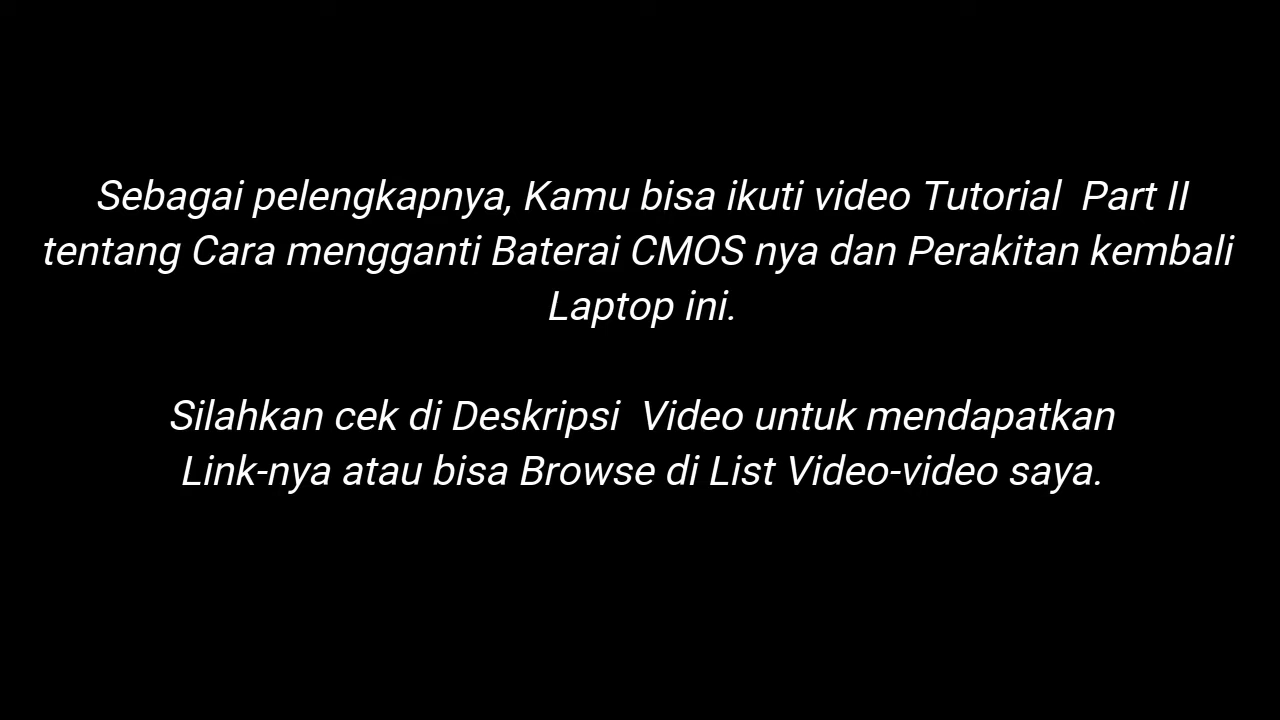 Sebagai pelengkapnya, Kamu bisa ikuti video Tutorial  Part II
tentang Cara mengganti Baterai CMOS nya dan Perakitan kembali
Laptop ini.
Silahkan cek di Deskripsi  Video untuk mendapatkan
Link-nya atau bisa Browse di List Video-video saya.